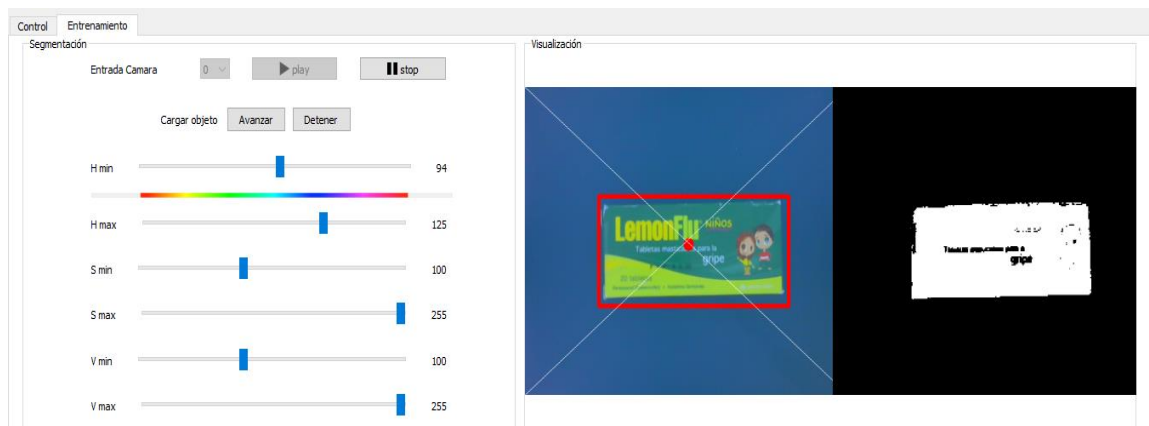 Control Entrenamiento
Segmentación
Entrada Camara 0 play stop
Cargar objeto Avanzar Detener
H min 94
H max 125
S min 100
S max 255
V min 100
V max 255
Visualización
LemonFlu NIÑOS
Tabletas para la
gripe
gripe